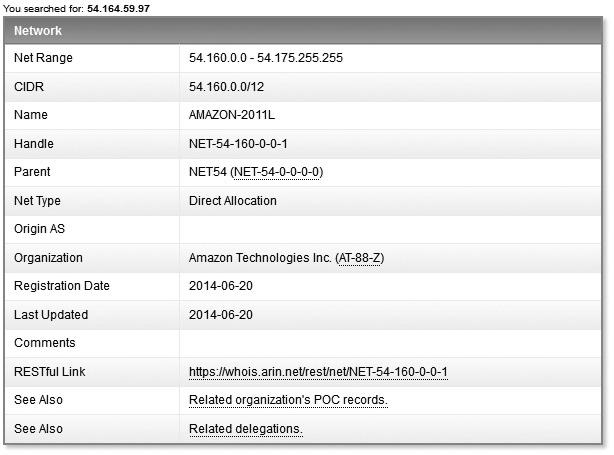 You searched for: 54.164.59.97
Network
Net Range 54.160.0.0 - 54.175.255.255
CIDR 54.160.0.0/12
Name AMAZON-2011L
Handle NET-54-160-0-0-1
Parent NET54 (NET-54-0-0-0-0)
Net Type Direct Allocation
Origin AS
Organization Amazon Technologies Inc. (AT-88-Z)
Registration Date 2014-06-20
Last Updated 2014-06-20
Comments
RESTful Link https://whois.arin.net/rest/net/NET-54-160-0-0-1
See Also Related organization's POC records.
See Also Related delegations.